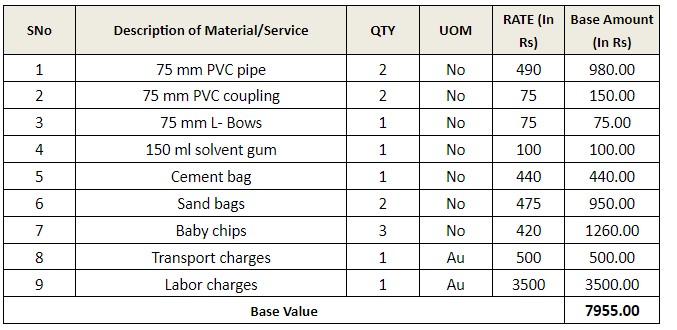 SNo Description of Material/Service QTY UOM RATE (In Rs) Base Amount (In Rs)
1 75 mm PVC pipe 2 No 490 980.00
2 75 mm PVC coupling 2 No 75 150.00
3 75 mm L- Bows 1 No 75 75.00
4 150 ml solvent gum 1 No 100 100.00
5 Cement bag 1 No 440 440.00
6 Sand bags 2 No 475 950.00
7 Baby chips 3 No 420 1260.00
8 Transport charges 1 Au 500 500.00
9 Labor charges 1 Au 3500 3500.00
Base Value 7955.00